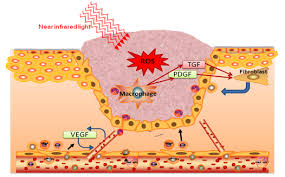 Near infrared light
ROS
TGF
PDGF
Fibroblast
Macrophage
VEGF